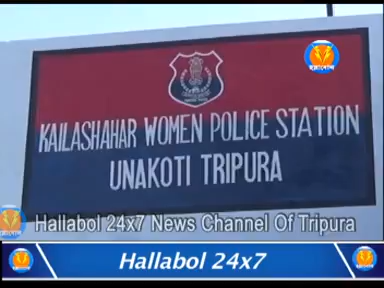 KAILASHAHAR WOMEN POLICE STATION
UNAKOTI TRIPURA
Hallabol 24x7 News Channel Of Tripura
Hallabol 24x7